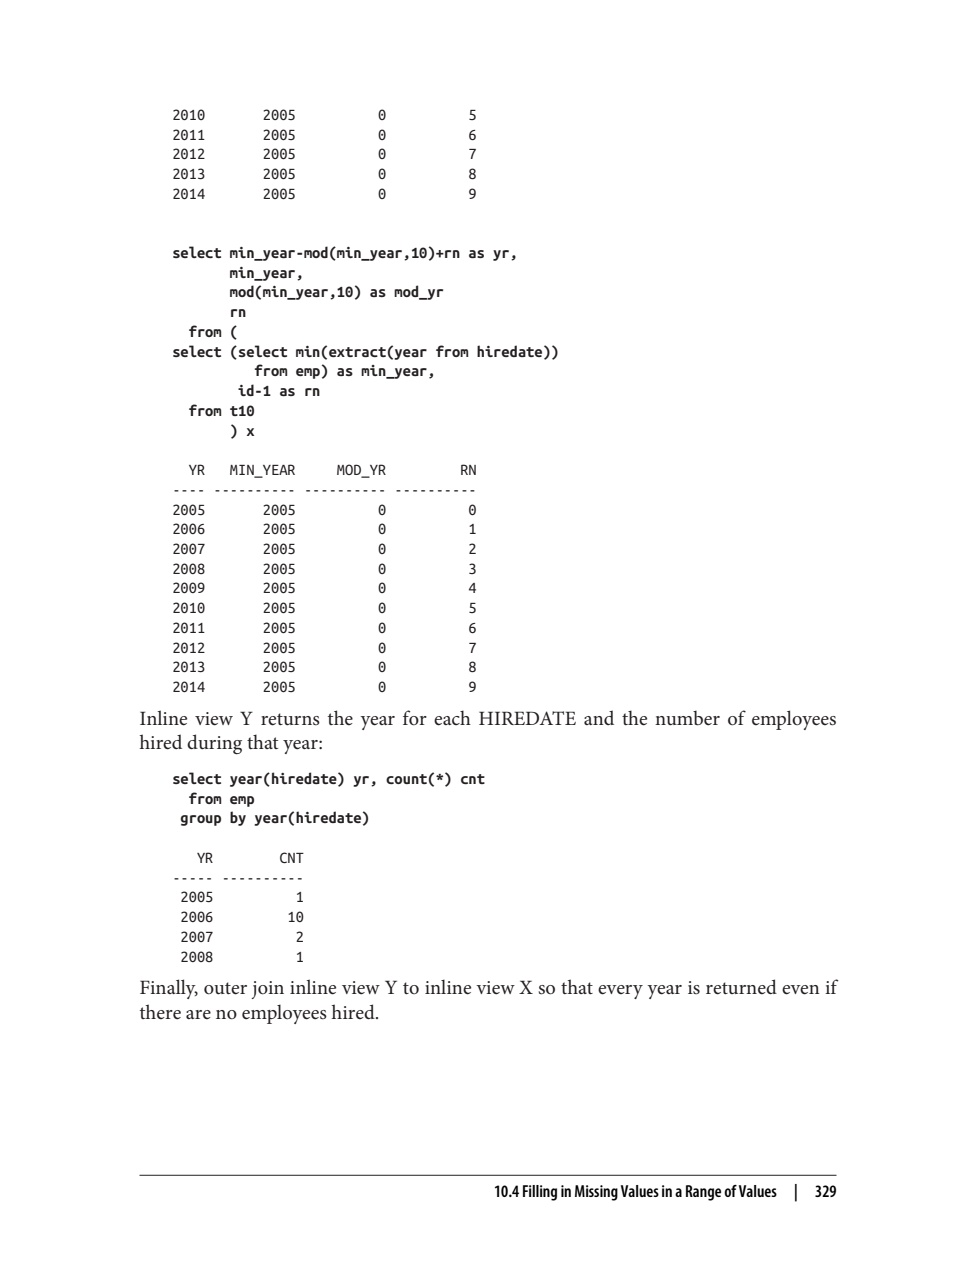 2010       2005          0          5
2011       2005          0          6
2012       2005          0          7
2013       2005          0          8
2014       2005          0          9
select min_year-mod(min_year,10)+rn as yr,
       min_year,
       mod(min_year,10) as mod_yr
       rn
  from (
select (select min(extract(year from hiredate))
          from emp) as min_year,
        id-1 as rn
  from t10
       ) x
  YR   MIN_YEAR     MOD_YR         RN
---- ---------- ---------- ----------
2005       2005          0          0
2006       2005          0          1
2007       2005          0          2
2008       2005          0          3
2009       2005          0          4
2010       2005          0          5
2011       2005          0          6
2012       2005          0          7
2013       2005          0          8
2014       2005          0          9
Inline view Y returns the year for each HIREDATE and the number of employees
hired during that year:
select year(hiredate) yr, count(*) cnt
  from emp
 group by year(hiredate)
   YR        CNT
----- ----------
 2005          1
 2006         10
 2007          2
 2008          1
Finally, outer join inline view Y to inline view X so that every year is returned even if
there are no employees hired.
10.4 Filling in Missing Values in a Range of Values | 329